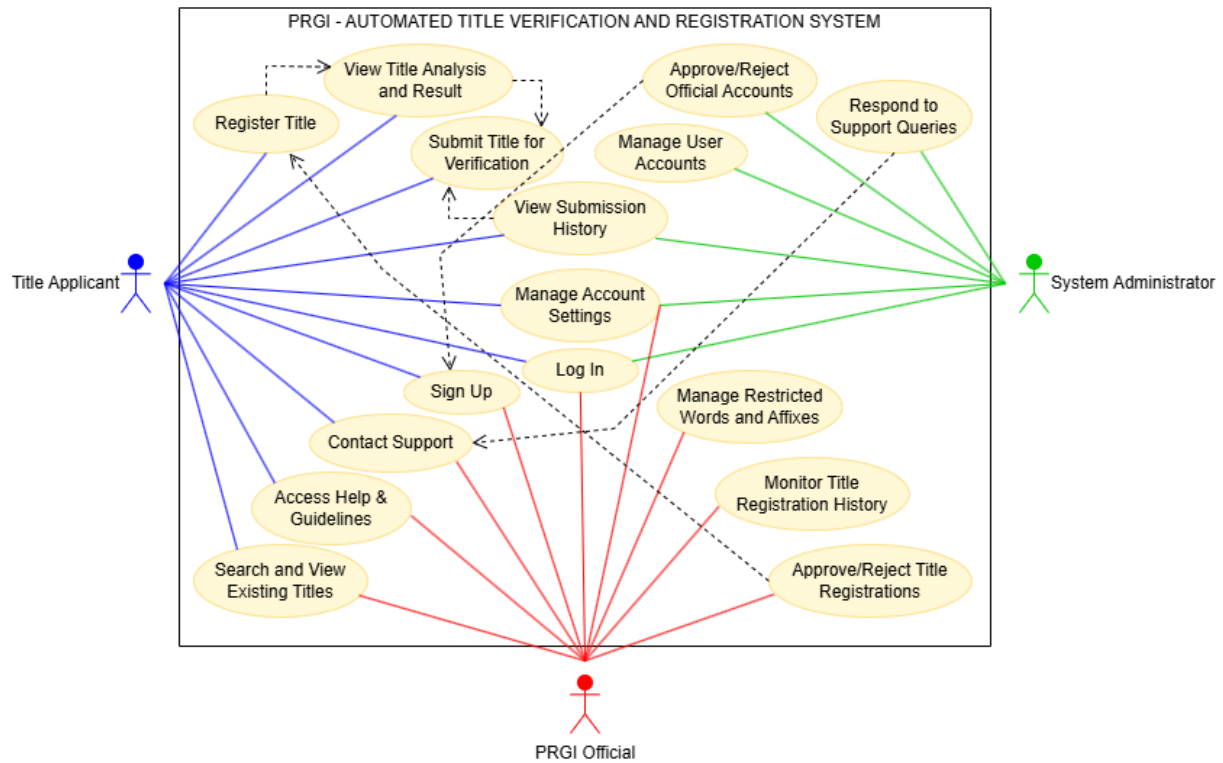 PRGI - AUTOMATED TITLE VERIFICATION AND REGISTRATION SYSTEM
View Title Analysis
and Result
Approve/Reject
Official Accounts
Register Title
Respond to
Support Queries
Submit Title for
Verification
Manage User
Accounts
View Submission
History
Title Applicant
System Administrator
Manage Account
Settings
Log In
Sign Up
Manage Restricted
Words and Affixes
Contact Support
Access Help &
Guidelines
Monitor Title
Registration History
Search and View
Existing Titles
Approve/Reject Title
Registrations
PRGI Official